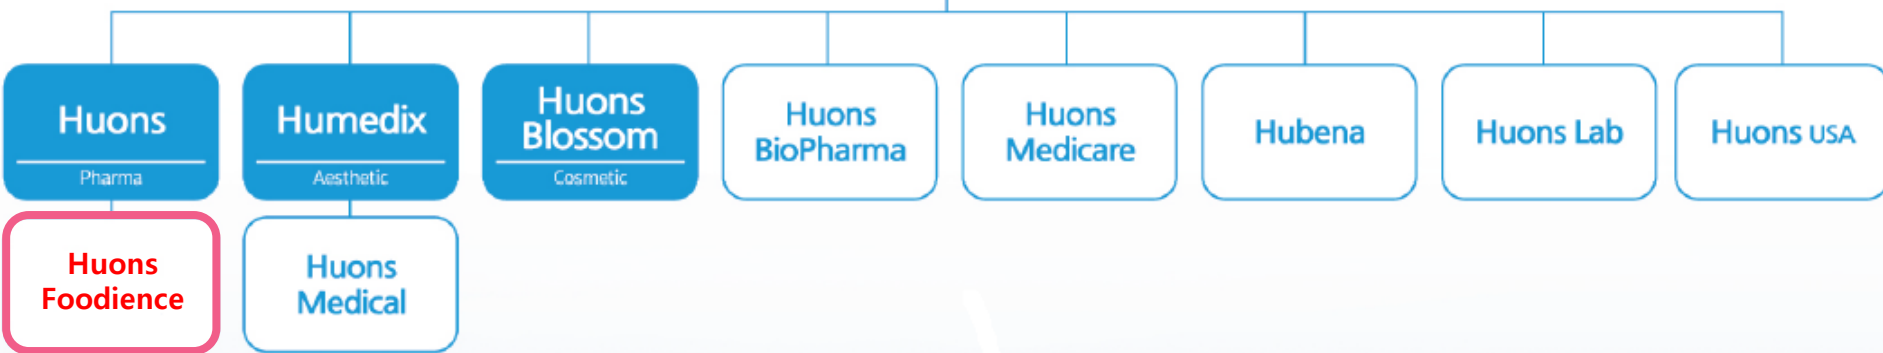 Huons
Pharma
Humedix
Aesthetic
Huons
Blossom
Cosmetic
Huons
BioPharma
Huons
Medicare
Hubena
Huons Lab
Huons USA
Huons
Foodience
Huons
Medical